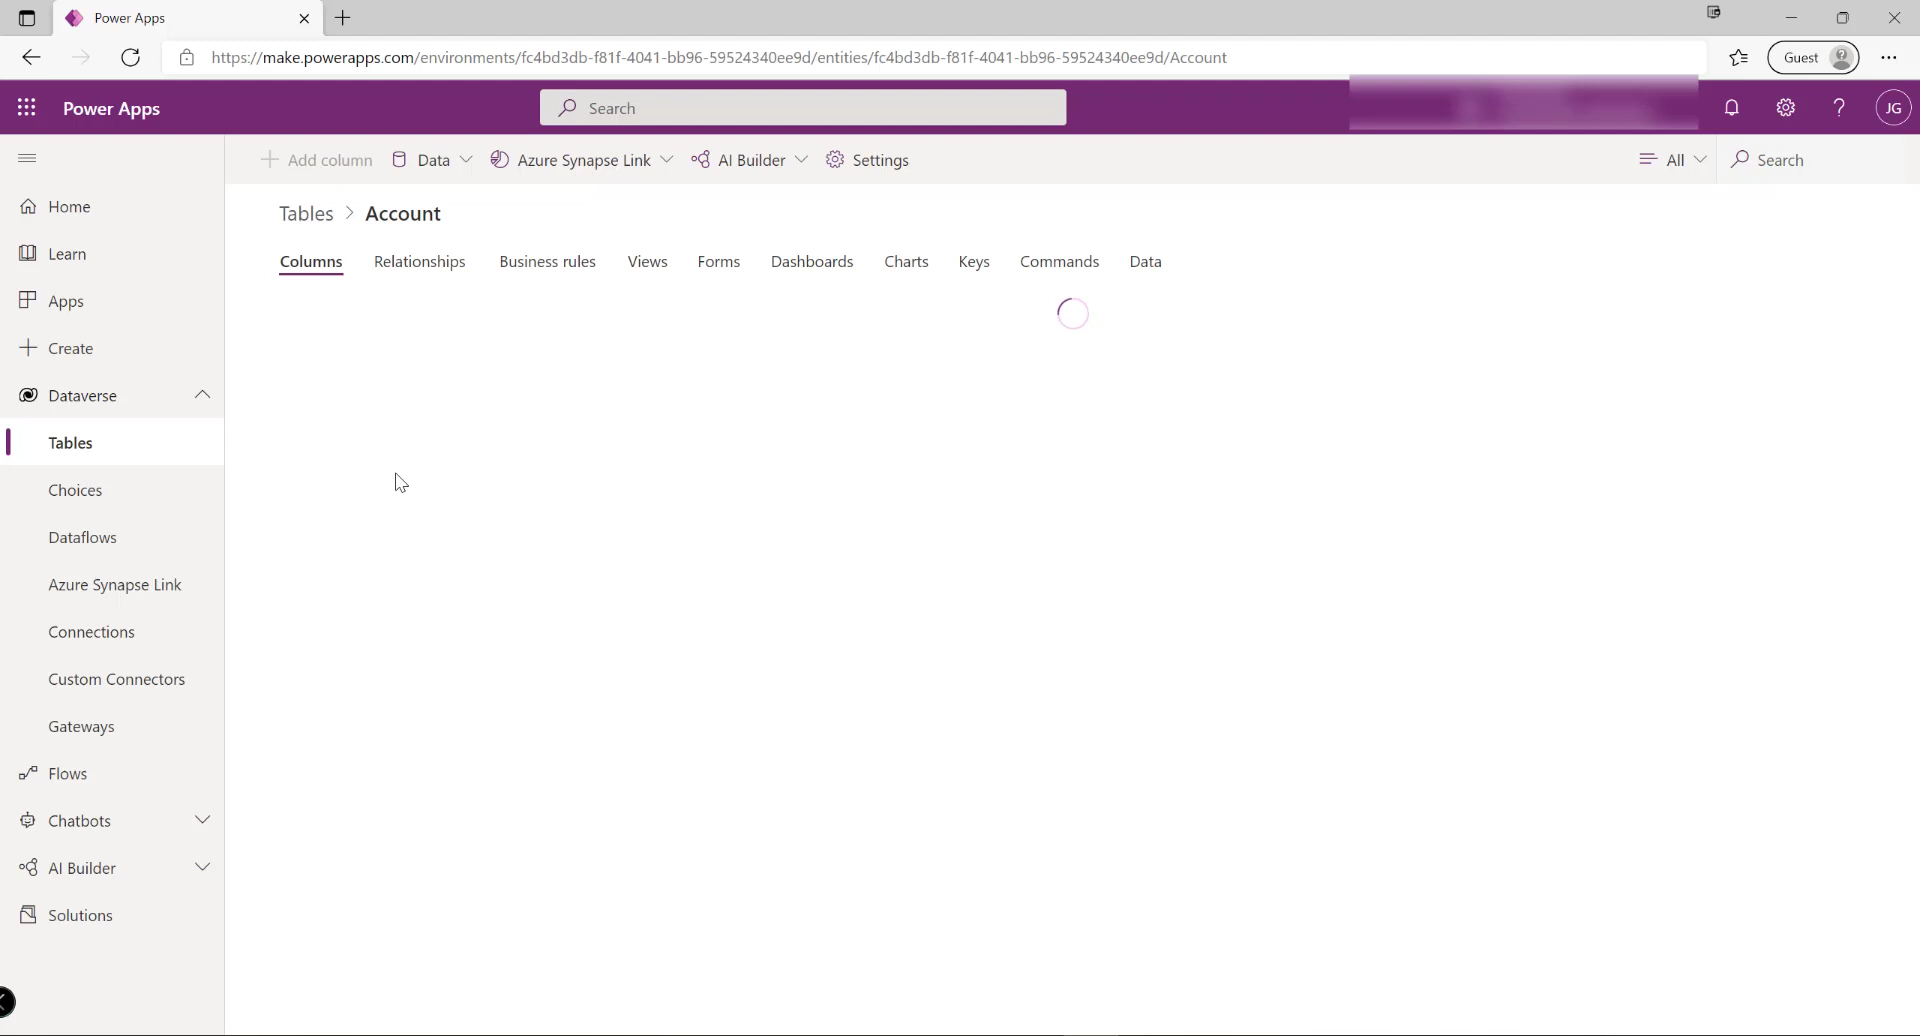 Power Apps
https://make.powerapps.com/environments/fc4bd3db-f81f-4041-bb96-59524340ee9d/entities/fc4bd3db-f81f-4041-bb96-59524340ee9d/Account
Guest
Power Apps
Search
JG
Add column
Data
Azure Synapse Link
AI Builder
Settings
All
Search
Home
Learn
Apps
Create
Dataverse
Tables
Choices
Dataflows
Azure Synapse Link
Connections
Custom Connectors
Gateways
Flows
Chatbots
AI Builder
Solutions
Tables > Account
Columns
Relationships
Business rules
Views
Forms
Dashboards
Charts
Keys
Commands
Data